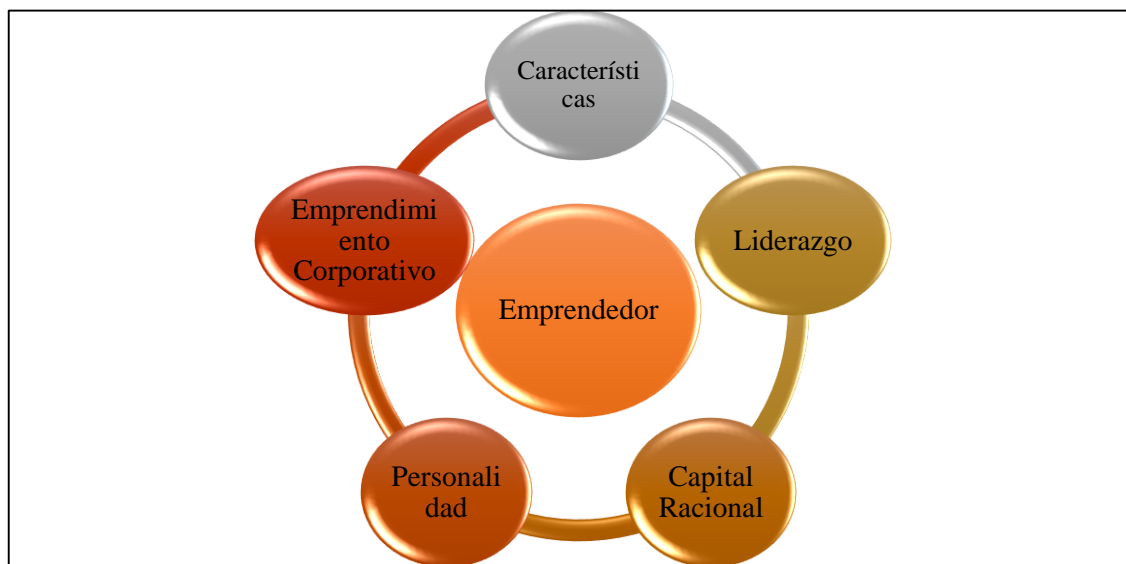 Característi
cas
Liderazgo
Capital
Racional
Personali
dad
Emprendimi
ento
Corporativo
Emprendedor